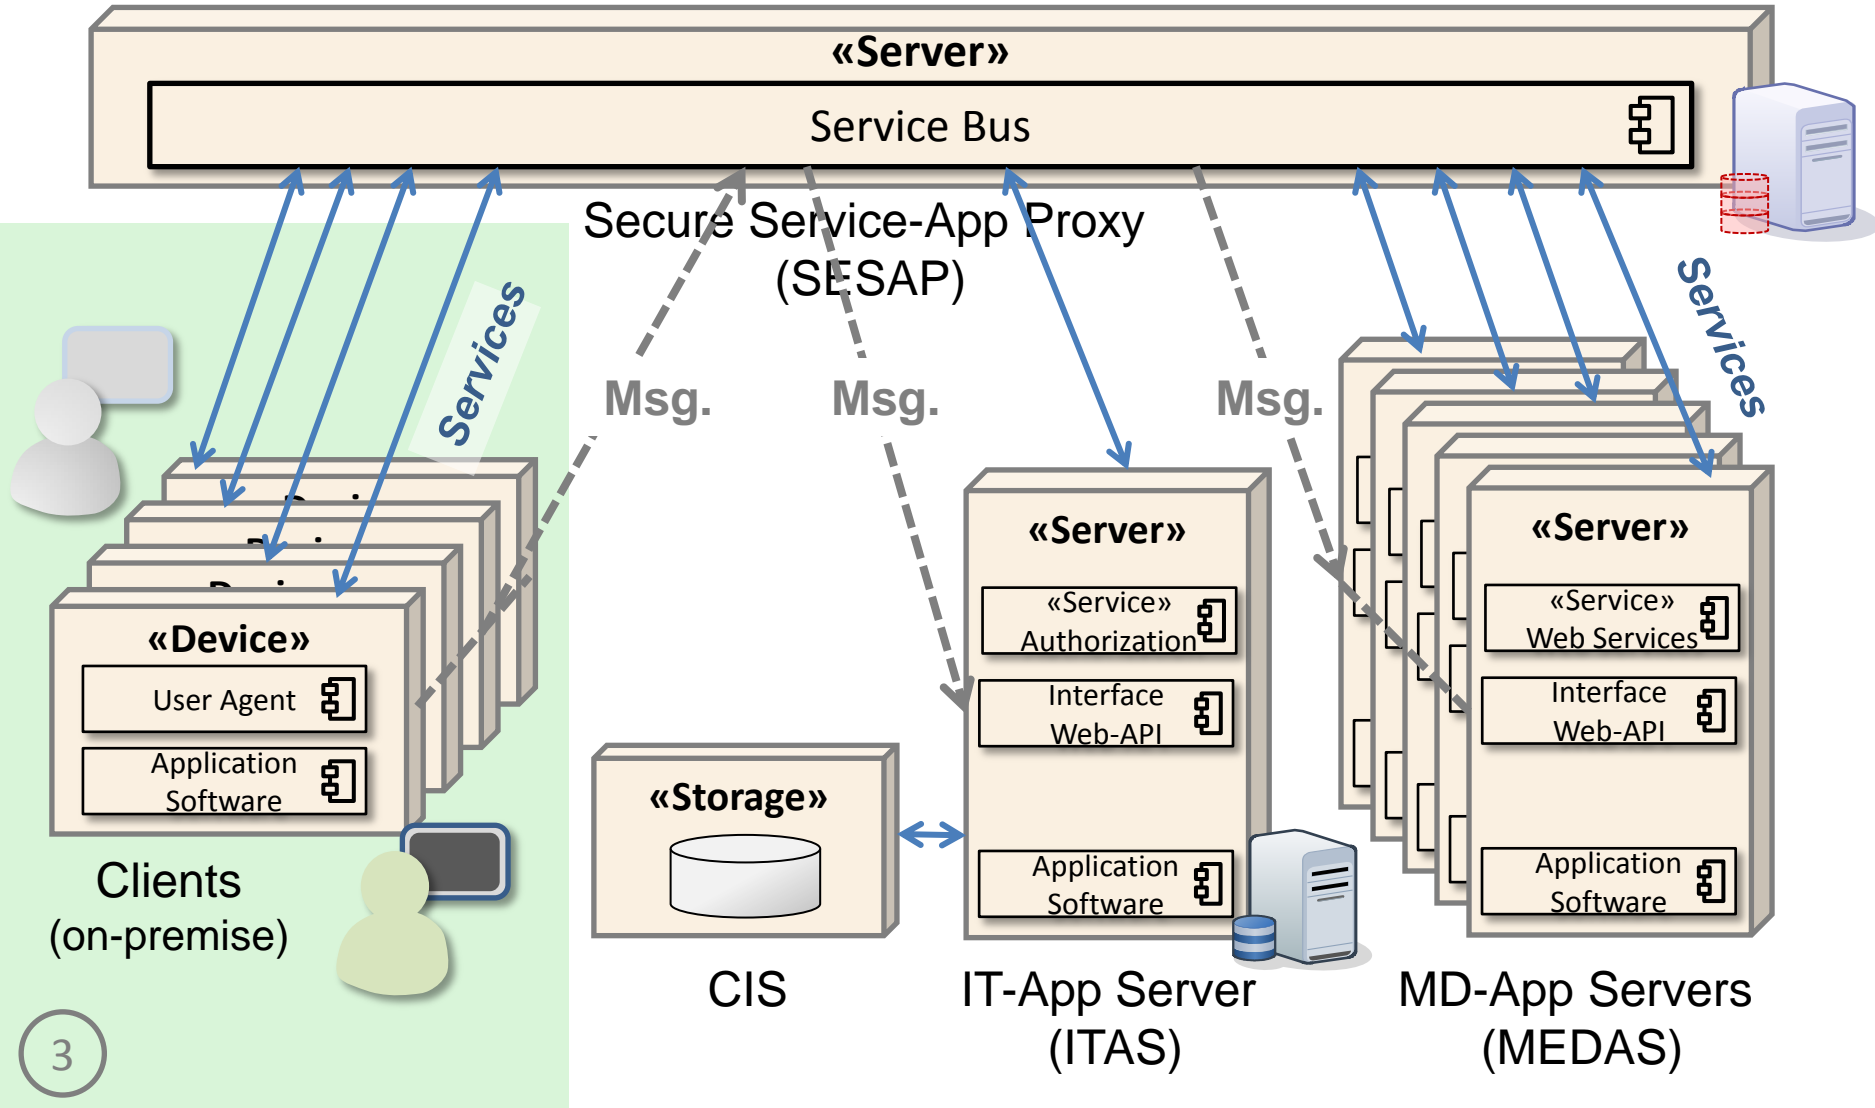 «Server»
Service Bus
Secure Service-App Proxy
(SESAP)
Services
Services
Msg.
Msg.
Msg.
«Device»
User Agent
Application
Software
Clients
(on-premise)
3
«Storage»
CIS
«Server»
«Service»
Authorization
Interface
Web-API
Application
Software
IT-App Server
(ITAS)
«Server»
«Service»
Web Services
Interface
Web-API
Application
Software
MD-App Servers
(MEDAS)